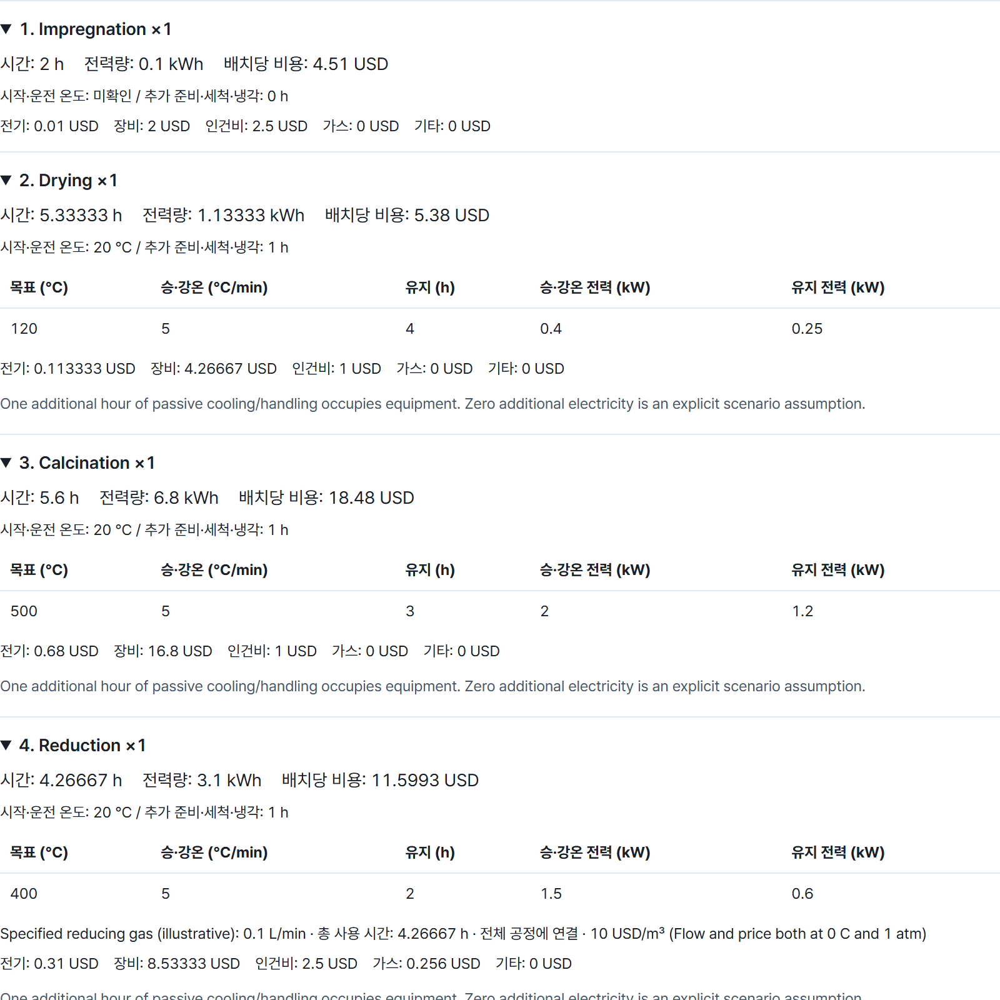 ▼ 1. Impregnation ×1
시간: 2 h 전력량: 0.1 kWh 배치당 비용: 4.51 USD
시작·운전 온도: 미확인 / 추가 준비·세척·냉각: 0 h
전기: 0.01 USD 장비: 2 USD 인건비: 2.5 USD 가스: 0 USD 기타: 0 USD
▼ 2. Drying ×1
시간: 5.33333 h 전력량: 1.13333 kWh 배치당 비용: 5.38 USD
시작·운전 온도: 20 °C / 추가 준비·세척·냉각: 1 h
목표 (°C) 승·강온 (°C/min) 유지 (h) 승·강온 전력 (kW) 유지 전력 (kW)
120 5 4 0.4 0.25
전기: 0.113333 USD 장비: 4.26667 USD 인건비: 1 USD 가스: 0 USD 기타: 0 USD
One additional hour of passive cooling/handling occupies equipment. Zero additional electricity is an explicit scenario assumption.
▼ 3. Calcination ×1
시간: 5.6 h 전력량: 6.8 kWh 배치당 비용: 18.48 USD
시작·운전 온도: 20 °C / 추가 준비·세척·냉각: 1 h
목표 (°C) 승·강온 (°C/min) 유지 (h) 승·강온 전력 (kW) 유지 전력 (kW)
500 5 3 2 1.2
전기: 0.68 USD 장비: 16.8 USD 인건비: 1 USD 가스: 0 USD 기타: 0 USD
One additional hour of passive cooling/handling occupies equipment. Zero additional electricity is an explicit scenario assumption.
▼ 4. Reduction ×1
시간: 4.26667 h 전력량: 3.1 kWh 배치당 비용: 11.5993 USD
시작·운전 온도: 20 °C / 추가 준비·세척·냉각: 1 h
목표 (°C) 승·강온 (°C/min) 유지 (h) 승·강온 전력 (kW) 유지 전력 (kW)
400 5 2 1.5 0.6
Specified reducing gas (illustrative): 0.1 L/min · 총 사용 시간: 4.26667 h · 전체 공정에 연결 · 10 USD/m³ (Flow and price both at 0 C and 1 atm)
전기: 0.31 USD 장비: 8.53333 USD 인건비: 2.5 USD 가스: 0.256 USD 기타: 0 USD
One additional hour of passive cooling/handling occupies equipment. Zero additional electricity is an explicit scenario assumption.